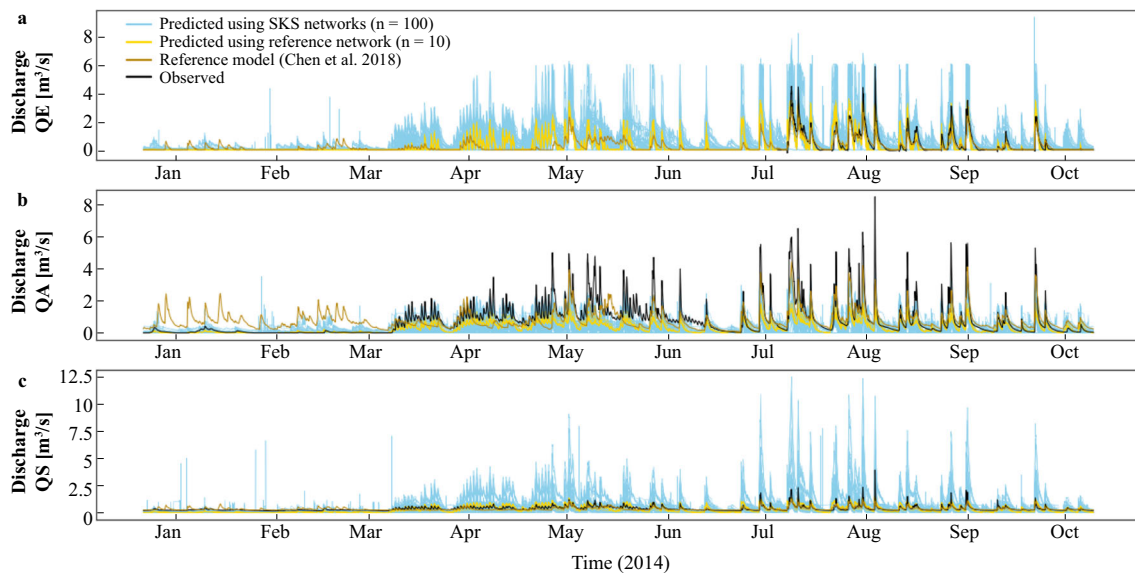 a
Predicted using SKS networks (n = 100)
Predicted using reference network (n = 10)
Reference model (Chen et al. 2018)
Observed
Discharge
QE [m³/s]
8
6
4
2
0
Jan Feb Mar Apr May Jun Jul Aug Sep Oct
b
Discharge
QA [m³/s]
8
6
4
2
0
Jan Feb Mar Apr May Jun Jul Aug Sep Oct
c
Discharge
QS [m³/s]
12.5
10
7.5
5
2.5
0
Jan Feb Mar Apr May Jun Jul Aug Sep Oct
Time (2014)